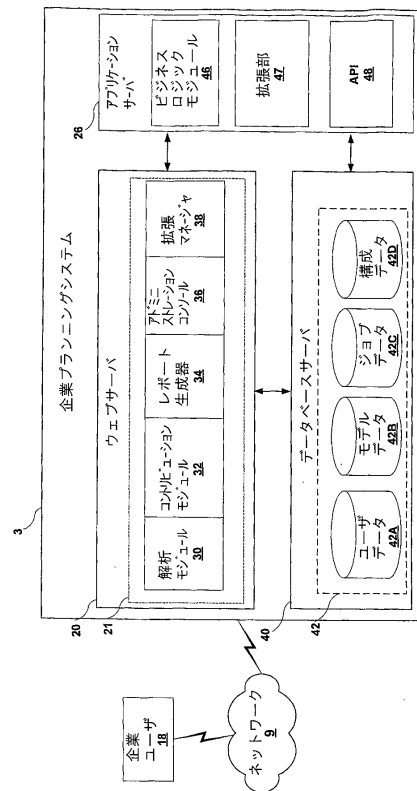 企業プランニングシステム
3
ウェブサーバ
20
21
解析
モジュール
30
コントリビューション
モジュール
32
レポート
生成器
34
アドミニ
ストレーション
コンソール
36
拡張
マネージャ
38
アプリケーション
サーバ
26
ビジネス
ロジック
モジュール
46
拡張部
47
API
48
データベースサーバ
40
42
ユーザ
データ
42A
モデル
データ
42B
ジョブ
データ
42C
構成
データ
42D
企業
ユーザ
18
ネットワーク
9